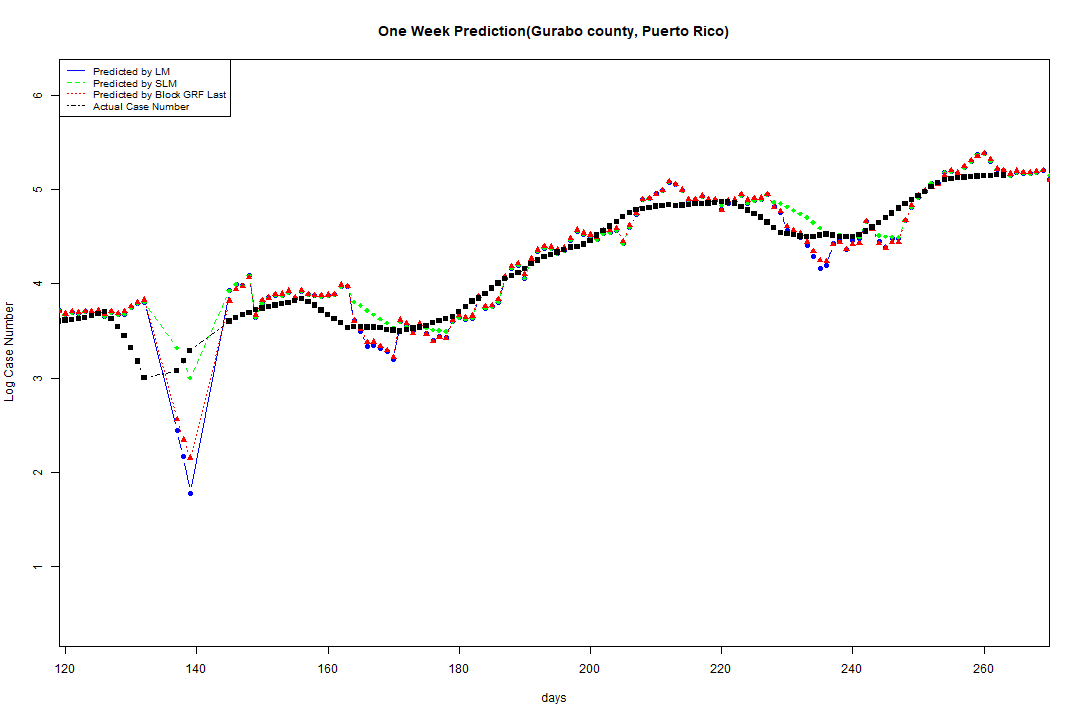 One Week Prediction(Gurabo county, Puerto Rico)
Predicted by LM
Predicted by SLM
Predicted by Block GRF Last
Actual Case Number
6
5
4
3
2
1
Log Case Number
120 140 160 180 200 220 240 260
days